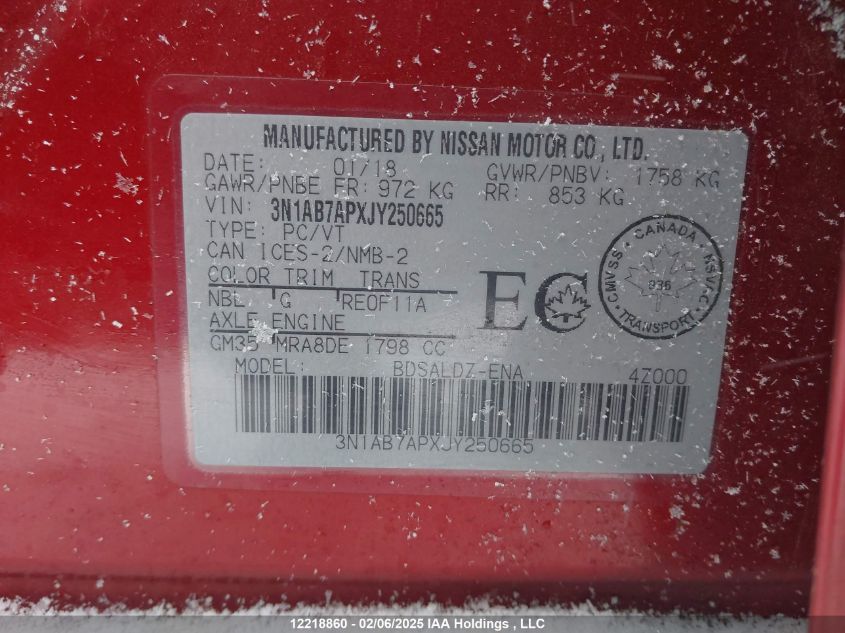 MANUFACTURED BY NISSAN MOTOR CO., LTD.
DATE: 01/18 GVWR/PNBV: 1758 KG
GAWR/PNBE FR: 972 KG RR: 853 KG
VIN: 3N1AB7APXJY250665
TYPE: PC/VT
CAN ICES-2/NMB-2
COLOR TRIM TRANS
NBL G RE0F11A
AXLE ENGINE
GM35 MRA8DE 1798 CC
EC
CANADA
CMVSS NSVAC
936
TRANSPORT
MODEL: BDSALDZ-ENA 4Z000
3N1AB7APXJY250665
12218860 - 02/06/2025 IAA Holdings, LLC